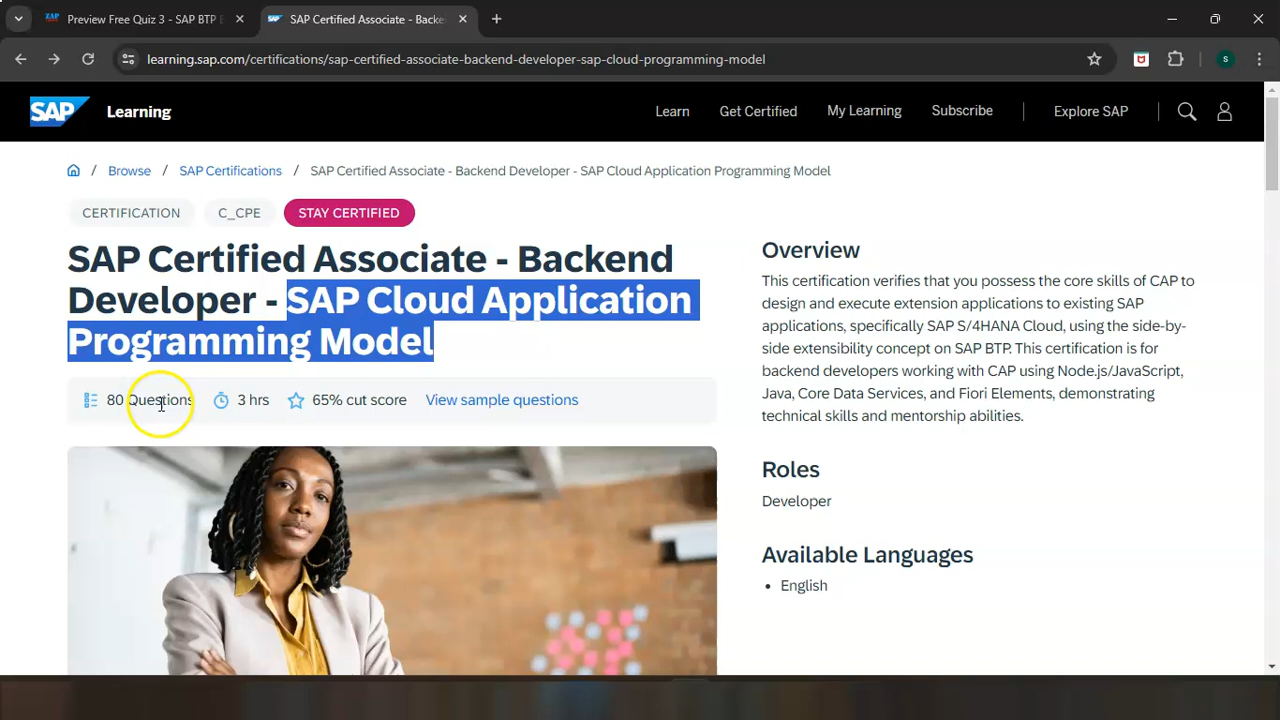 Preview Free Quiz 3 - SAP BTP
SAP Certified Associate - Backe
learning.sap.com/certifications/sap-certified-associate-backend-developer-sap-cloud-programming-model
S
SAP
Learning
Learn
Get Certified
My Learning
Subscribe
Explore SAP
/ Browse / SAP Certifications / SAP Certified Associate - Backend Developer - SAP Cloud Application Programming Model
CERTIFICATION
C_CPE
STAY CERTIFIED
SAP Certified Associate - Backend
Developer - SAP Cloud Application
Programming Model
80 Questions
3 hrs
65% cut score
View sample questions
Overview
This certification verifies that you possess the core skills of CAP to
design and execute extension applications to existing SAP
applications, specifically SAP S/4HANA Cloud, using the side-by-
side extensibility concept on SAP BTP. This certification is for
backend developers working with CAP using Node.js/JavaScript,
Java, Core Data Services, and Fiori Elements, demonstrating
technical skills and mentorship abilities.
Roles
Developer
Available Languages
• English